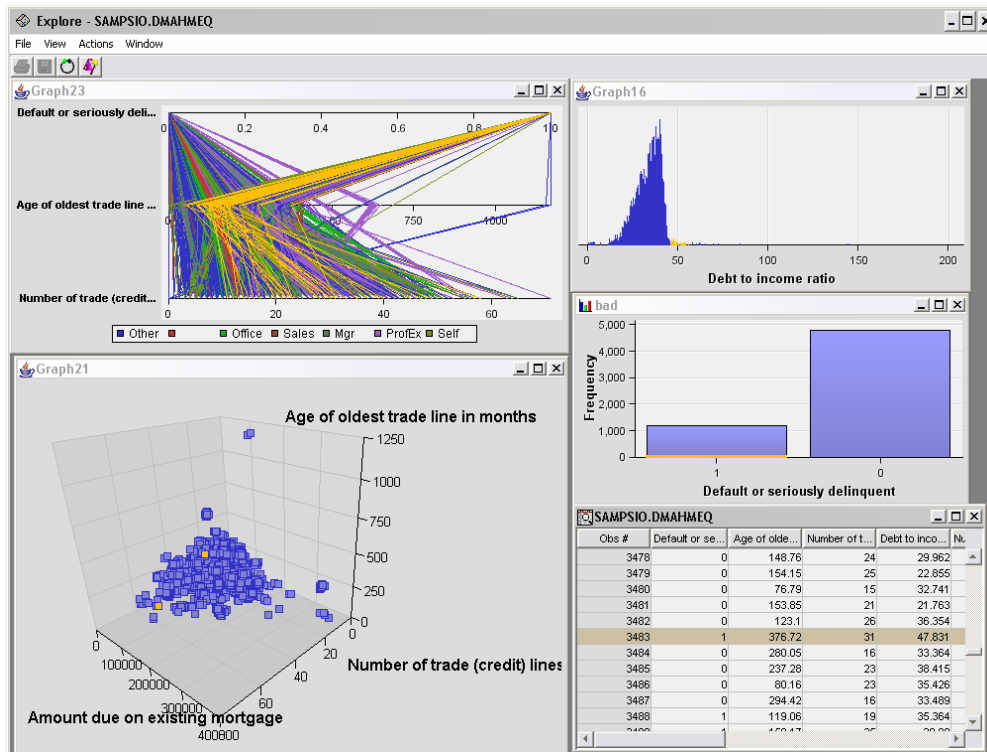 Explore - SAMPSIO.DMAHMEQ
File View Actions Window
Graph23
Default or seriously deli...
0 0.2 0.4 0.6 0.8 1.0
Age of oldest trade line ...
750 1000
Number of trade (credit...
0 20 40 60
Other Office Sales Mgr ProfEx Self
Graph16
0 50 100 150 200
Debt to income ratio
bad
Frequency
5,000
4,000
3,000
2,000
1,000
0
1 0
Default or seriously delinquent
Graph21
Age of oldest trade line in months
1250
1000
750
500
250
0
Number of trade (credit) lines
0
20
40
60
Amount due on existing mortgage
0
100000
200000
300000
400800
SAMPSIO.DMAHMEQ
Obs # Default or se... Age of olde... Number of t... Debt to inco... Nu
3478 0 148.76 24 29.962
3479 0 154.15 25 22.855
3480 0 76.79 15 32.741
3481 0 153.85 21 21.763
3482 0 123.1 26 36.354
3483 1 376.72 31 47.831
3484 0 280.05 16 33.364
3485 0 237.28 23 38.415
3486 0 80.16 23 35.426
3487 0 294.42 16 33.489
3488 1 119.06 19 35.364